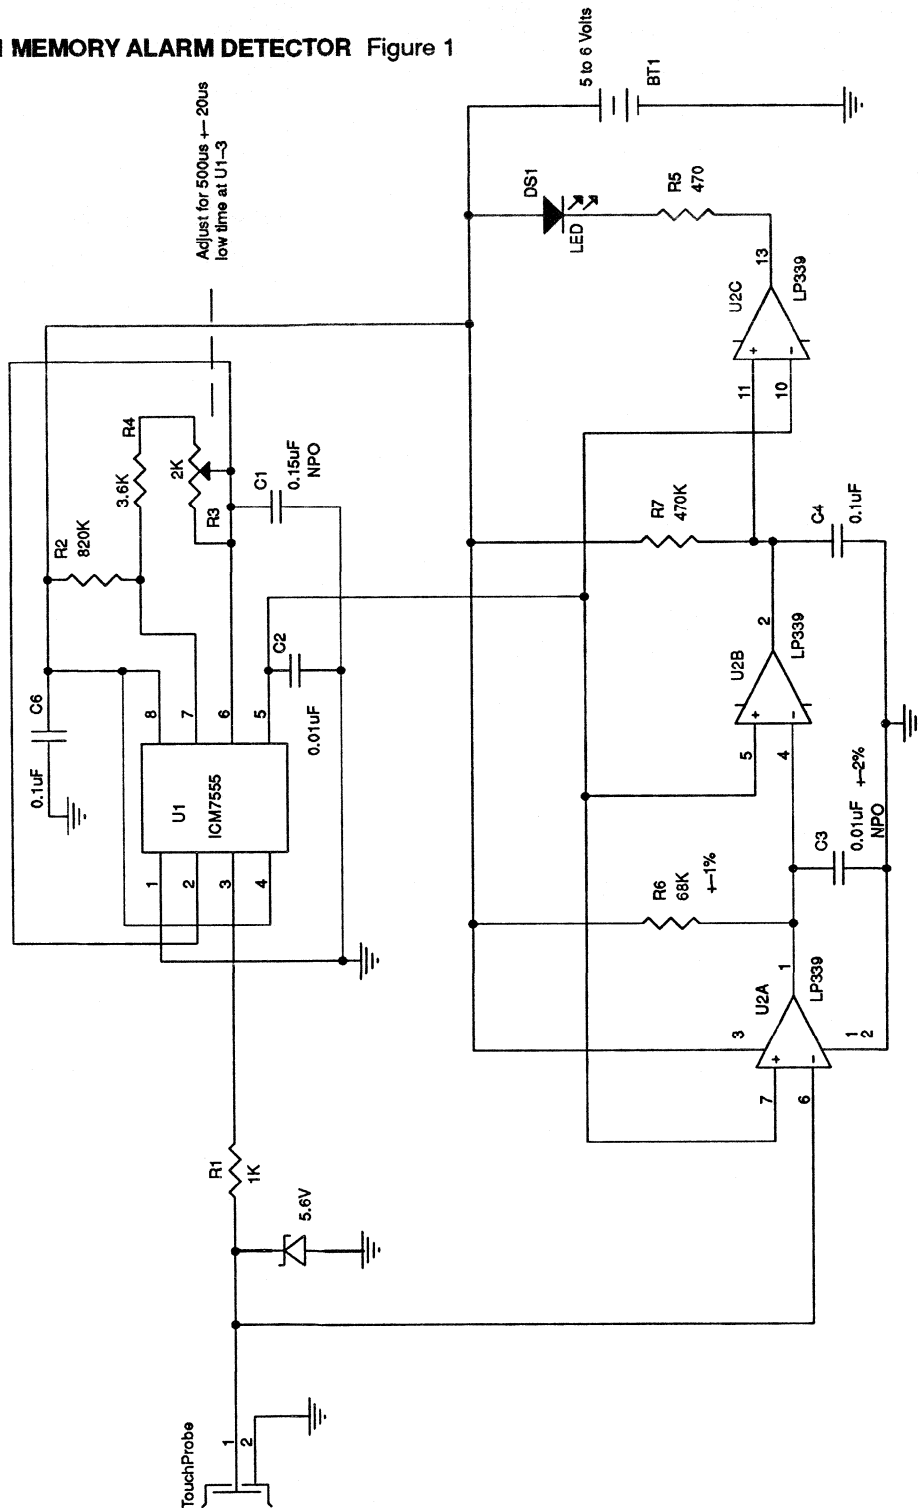 MEMORY ALARM DETECTOR Figure 1
5 to 6 Volts
BT1
Adjust for 500us +– 20us
low time at U1–3
DS1
LED
R5
470
13
U2C
LP339
+
-
11
10
R4
3.6K
2K
R3
C1
0.15uF
NPO
R2
820K
C6
0.1uF
8
7
6
5
C2
0.01uF
U1
ICM7555
1
2
3
4
R7
470K
C4
0.1uF
2
U2B
LP339
+
-
5
4
C3
0.01uF +–2%
NPO
R6
68K
+–1%
1
U2A
LP339
3
1
2
+
-
7
6
R1
1K
5.6V
TouchProbe
1
2